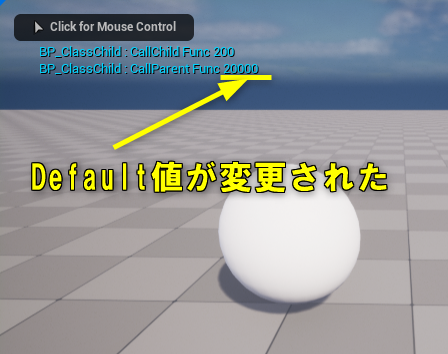 Click for Mouse Control
BP_ClassChild : CallChild Func 200
BP_ClassChild : CallParent Func 20000
Default値が変更された